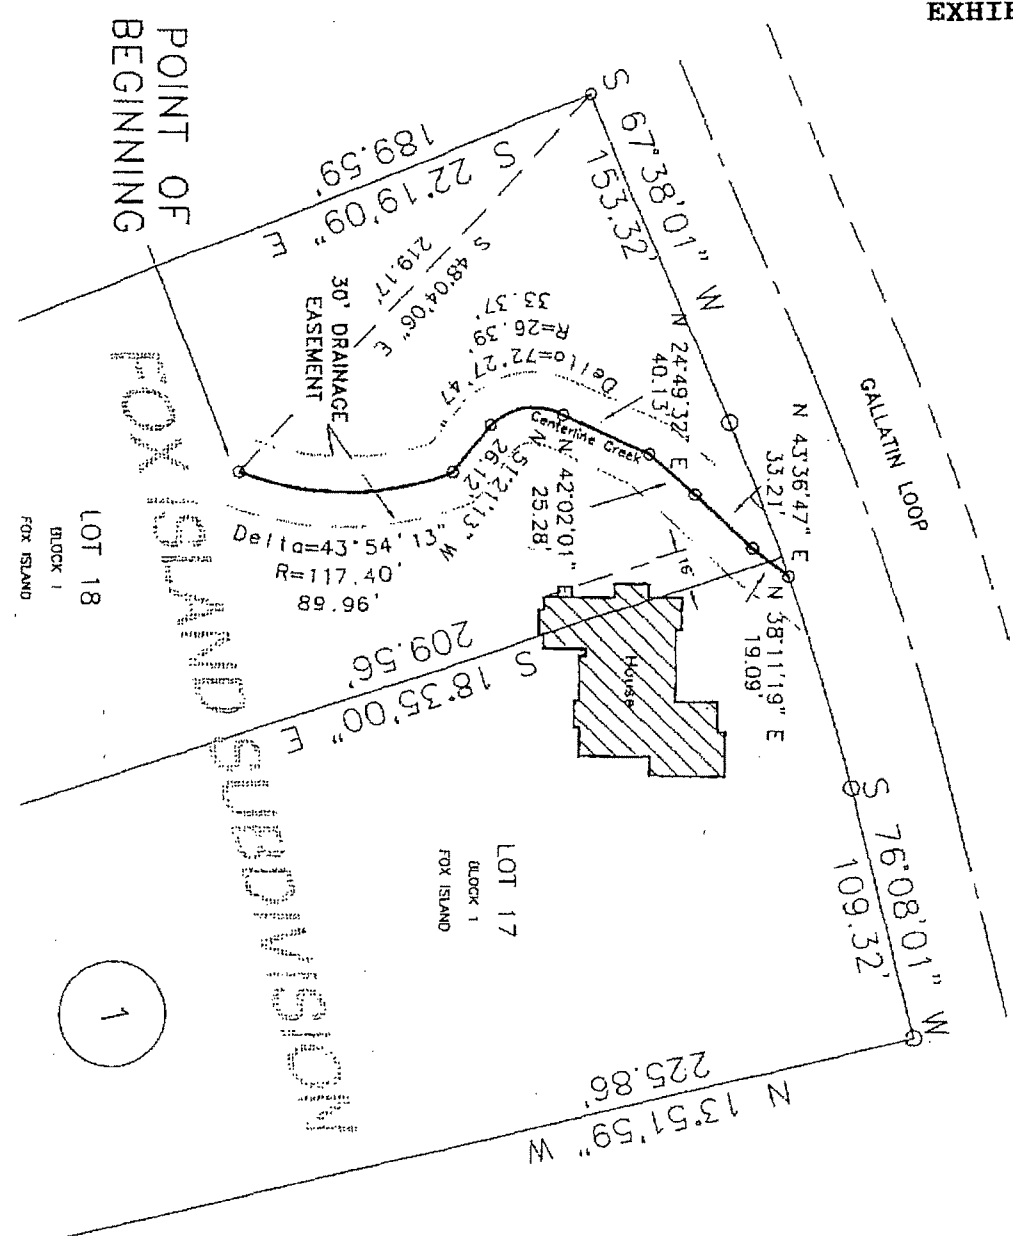 EXHI
POINT OF
BEGINNING
S 67°38'01" W
153.32'
189.59'
S 22°19'09" E
S 48°04'06" E
219.17'
30' DRAINAGE
EASEMENT
Delta=72°27'47"
R=26.39'
33.37'
N 24°49'32" E
40.13'
Centerline Creek
N 43°36'47" E
33.21'
GALLATIN LOOP
N 42°02'01" E
25.28'
N 51°21'13" W
26.12'
Delta=43°54'13"
R=117.40'
89.96'
16'
N 38°11'19" E
19.09'
House
209.56'
S 18°35'00" E
FOX ISLAND SUBDIVISION
LOT 18
BLOCK 1
FOX ISLAND
LOT 17
BLOCK 1
FOX ISLAND
S 76°08'01" W
109.32'
1
225.86'
N 13°51'59" W